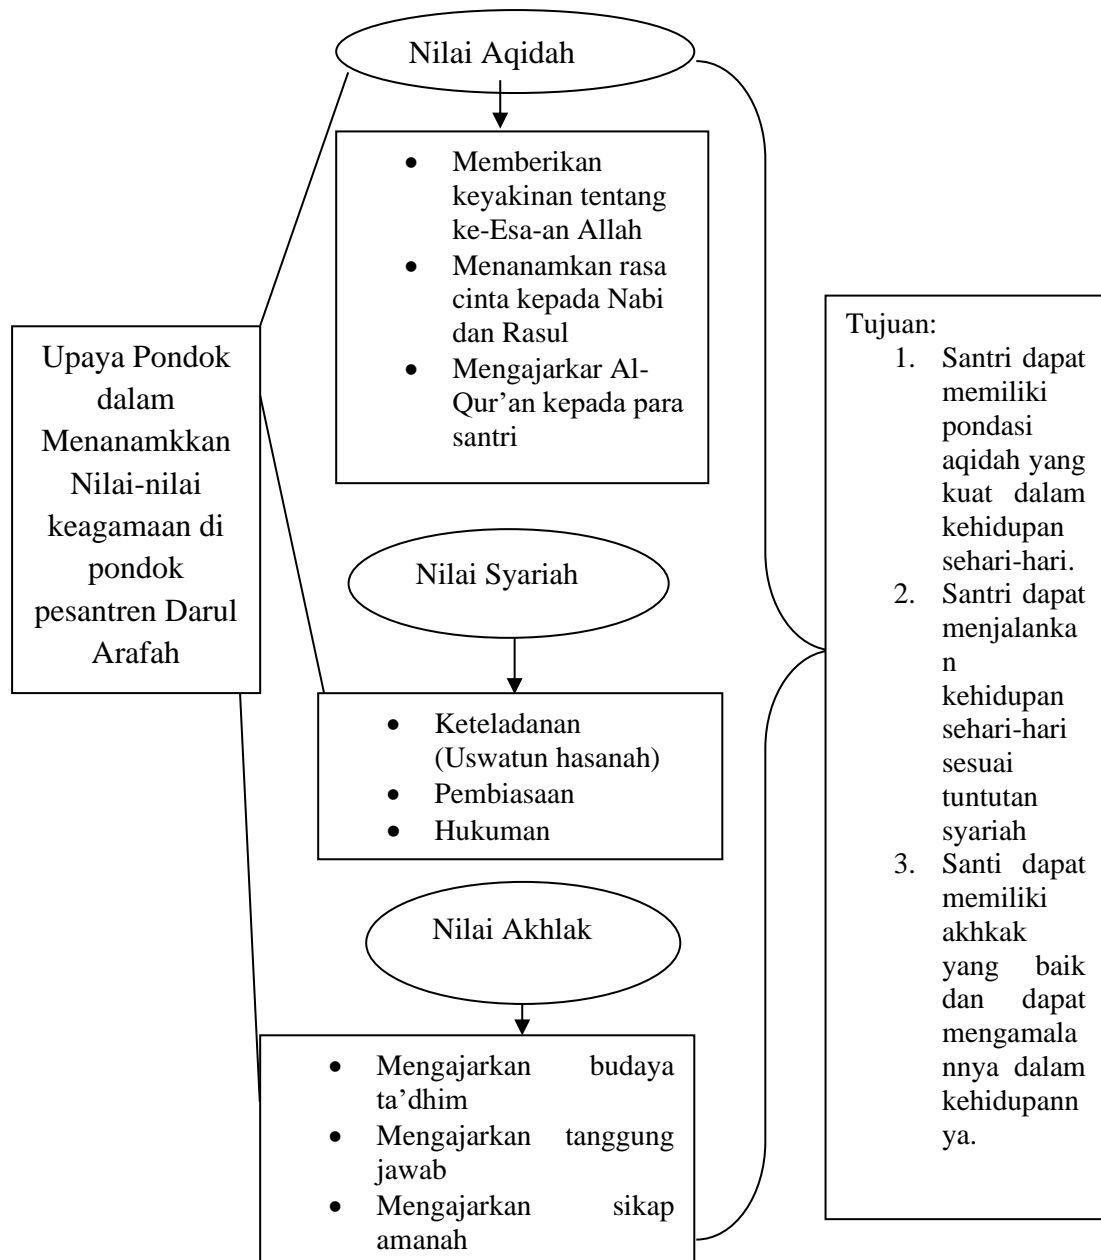 Nilai Aqidah
• Memberikan
keyakinan tentang
ke-Esa-an Allah
• Menanamkan rasa
cinta kepada Nabi
dan Rasul
• Mengajarkar Al-
Qur’an kepada para
santri
Upaya Pondok
dalam
Menanamkkan
Nilai-nilai
keagamaan di
pondok
pesantren Darul
Arafah
Nilai Syariah
• Keteladanan
(Uswatun hasanah)
• Pembiasaan
• Hukuman
Nilai Akhlak
• Mengajarkan budaya
ta’dhim
• Mengajarkan tanggung
jawab
• Mengajarkan sikap
amanah
Tujuan:
1. Santri dapat
memiliki
pondasi
aqidah yang
kuat dalam
kehidupan
sehari-hari.
2. Santri dapat
menjalanka
n
kehidupan
sehari-hari
sesuai
tuntutan
syariah
3. Santi dapat
memiliki
akhkak
yang baik
dan dapat
mengamala
nnya dalam
kehidupann
ya.